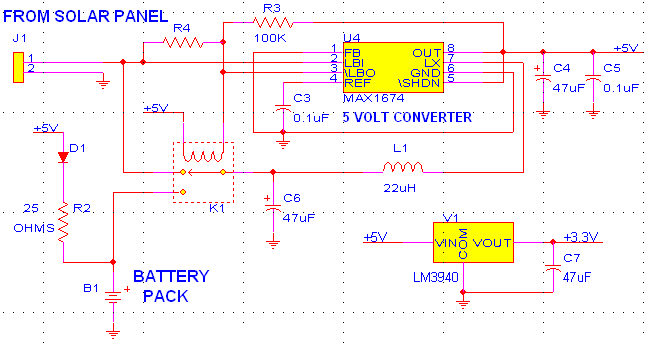 FROM SOLAR PANEL
J1
1
2
R4
R3
100K
U4
1 FB OUT 8
2 LBI LX 7
3 \LBO GND 6
4 REF \SHDN 5
MAX1674
5 VOLT CONVERTER
+5V
+ C4
47uF
C5
0.1uF
C3
0.1uF
+5V
+5V
D1
25
OHMS
R2
K1
L1
22uH
+ C6
47uF
B1 +
BATTERY
PACK
V1
+5V
VIN COM VOUT
+3.3V
LM3940
C7
47uF